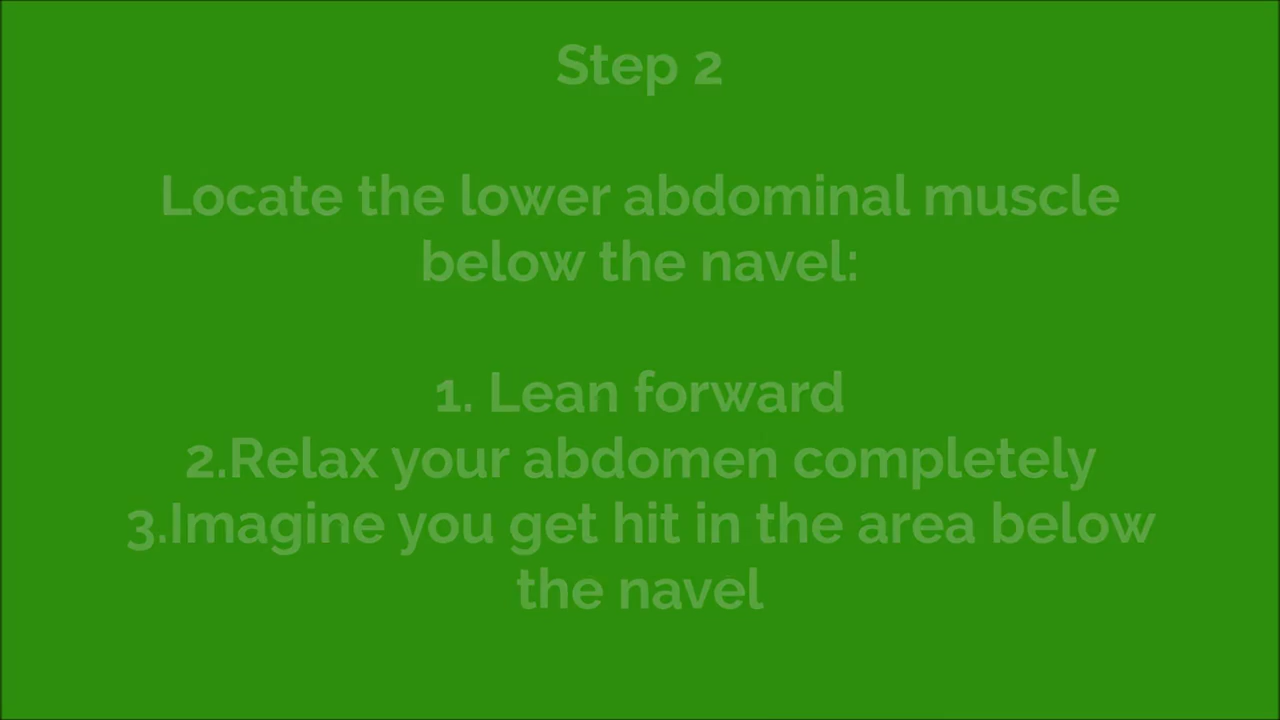 Step 2
Locate the lower abdominal muscle
below the navel:
1. Lean forward
2.Relax your abdomen completely
3.Imagine you get hit in the area below
the navel